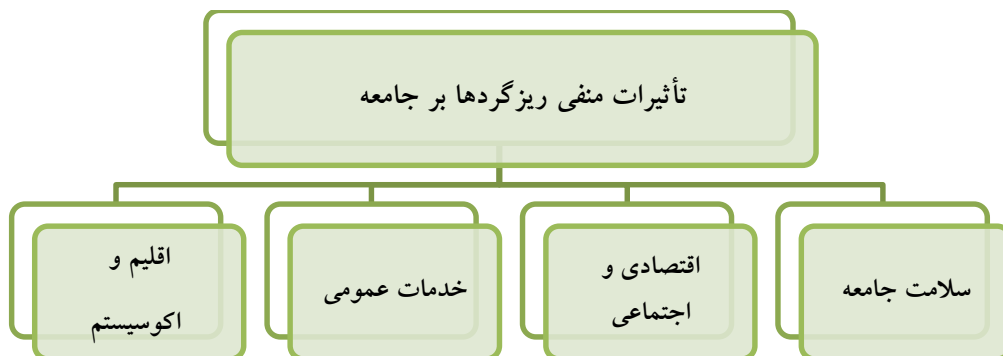 تأثیرات منفی ریزگردها بر جامعه
سلامت جامعه
اقتصادی و
اجتماعی
خدمات عمومی
اقلیم و
اکوسیستم